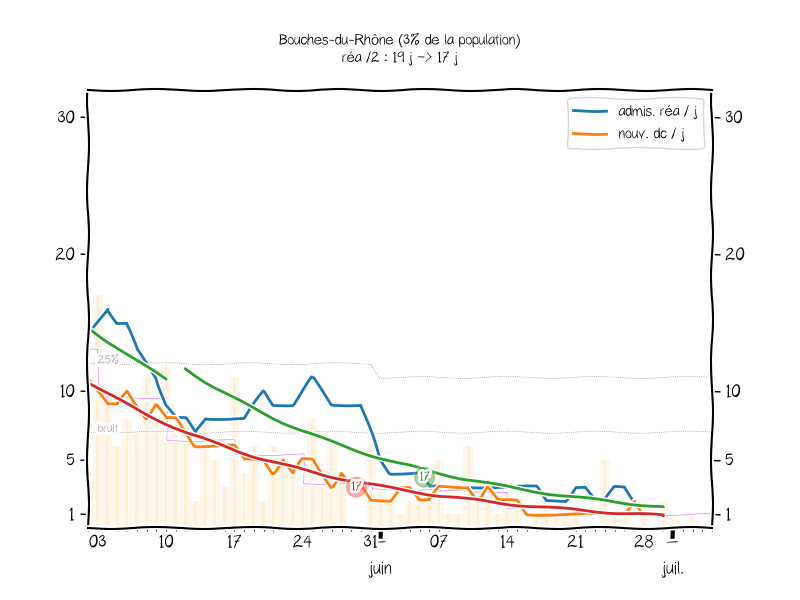 Bouches-du-Rhône (3% de la population)
réa /2 : 19 j -> 17 j
admis. réa / j
nouv. dc / j
30
30
20
20
25%
10
10
bruit
5
5
17
17
1
1
03 10 17 24 31 07 14 21 28
juin juil.